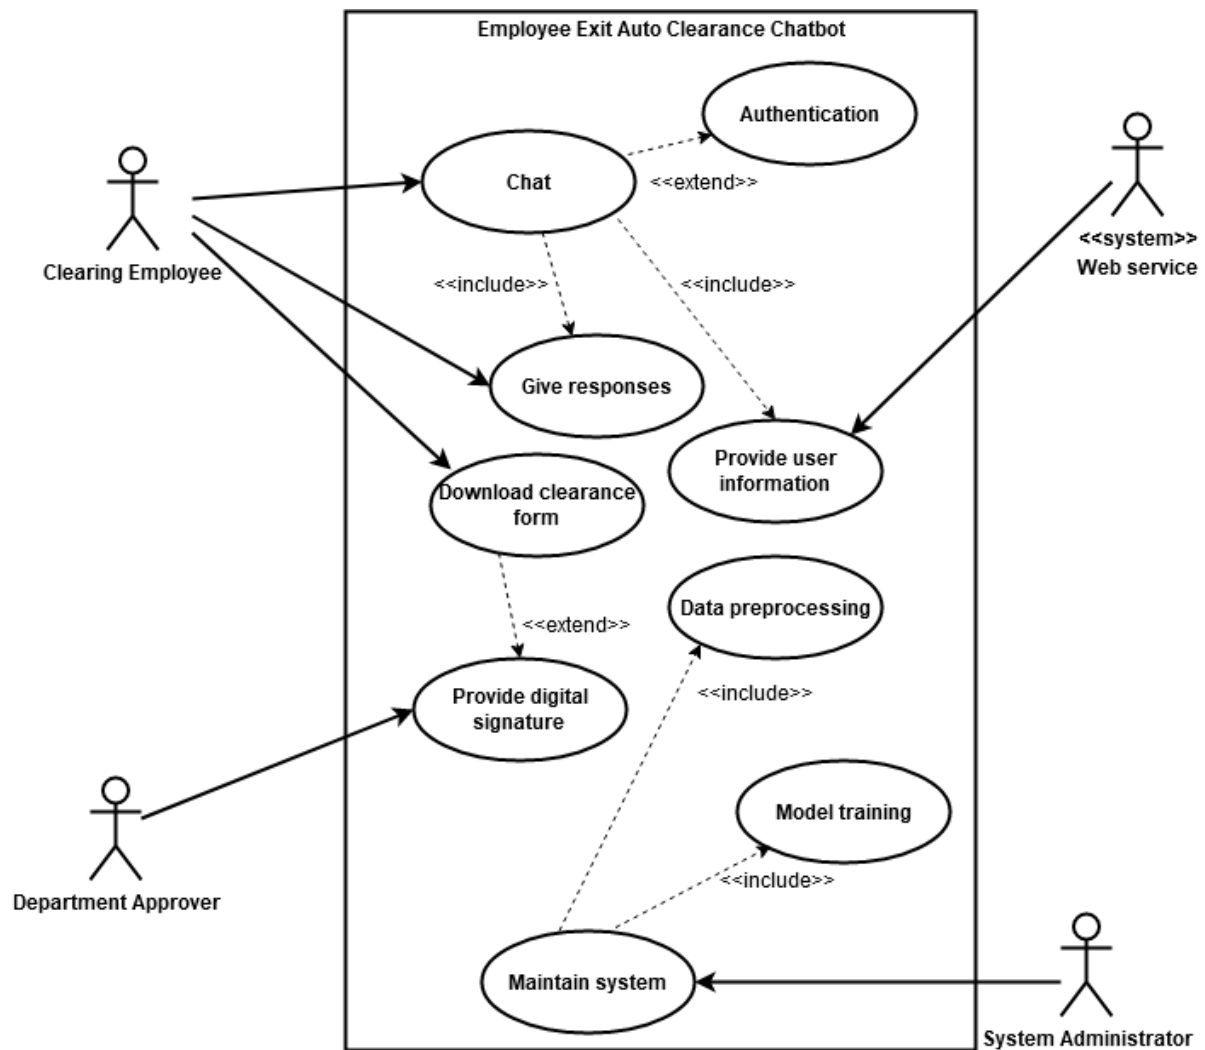 Employee Exit Auto Clearance Chatbot
Authentication
Chat
<<extend>>
<<system>>
Web service
Clearing Employee
<<include>>
<<include>>
Give responses
Provide user
information
Download clearance
form
Data preprocessing
<<extend>>
<<include>>
Provide digital
signature
Model training
<<include>>
Department Approver
Maintain system
System Administrator